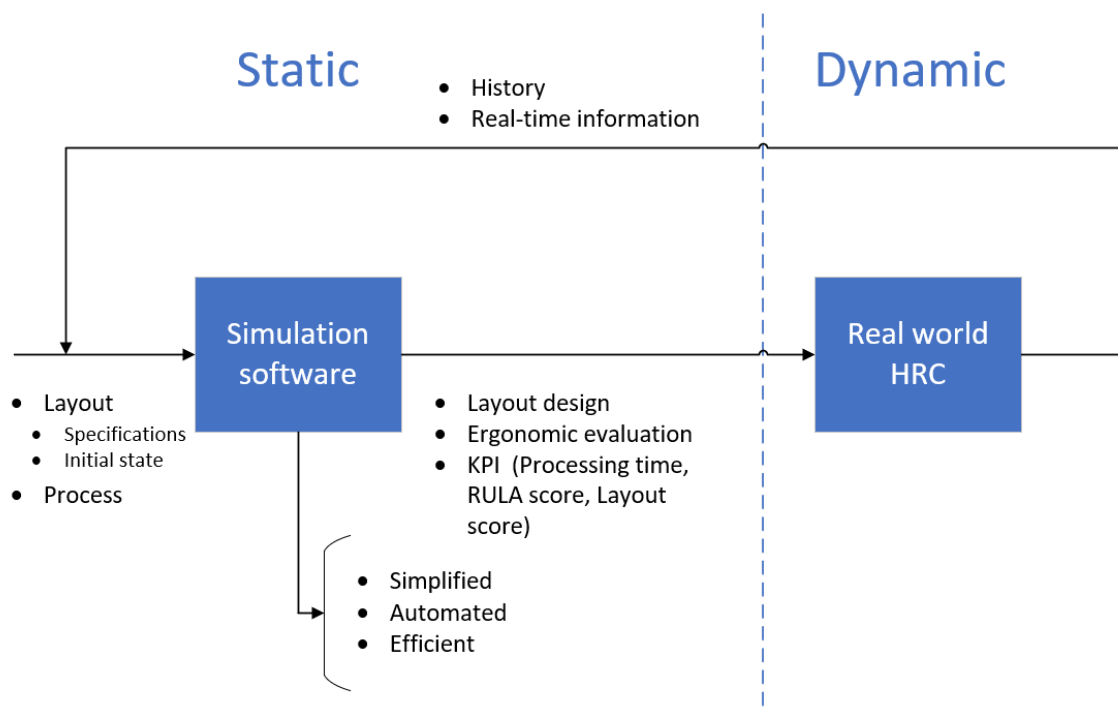 Static
Dynamic
• History
• Real-time information
Simulation
software
Real world
HRC
• Layout
• Specifications
• Initial state
• Process
• Layout design
• Ergonomic evaluation
• KPI (Processing time,
RULA score, Layout
score)
• Simplified
• Automated
• Efficient